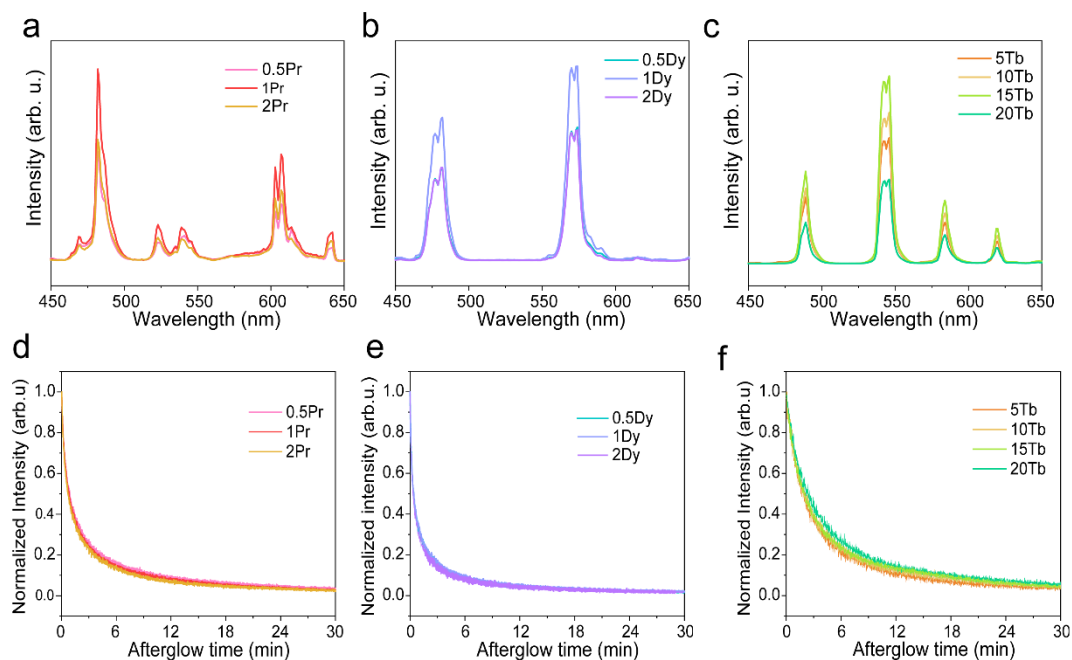 a
Intensity (arb. u.)
0.5Pr
1Pr
2Pr
450 500 550 600 650
Wavelength (nm)
b
Intensity (arb. u.)
0.5Dy
1Dy
2Dy
450 500 550 600 650
Wavelength (nm)
c
Intensity (arb. u.)
5Tb
10Tb
15Tb
20Tb
450 500 550 600 650
Wavelength (nm)
d
Normalized Intensity (arb.u)
1.0
0.8
0.6
0.4
0.2
0.0
0.5Pr
1Pr
2Pr
0 6 12 18 24 30
Afterglow time (min)
e
Normalized Intensity (arb.u.)
1.0
0.8
0.6
0.4
0.2
0.0
0.5Dy
1Dy
2Dy
0 6 12 18 24 30
Afterglow time (min)
f
Normalized intensity (arb.u.)
1.0
0.8
0.6
0.4
0.2
0.0
5Tb
10Tb
15Tb
20Tb
0 6 12 18 24 30
Afterglow time (min)